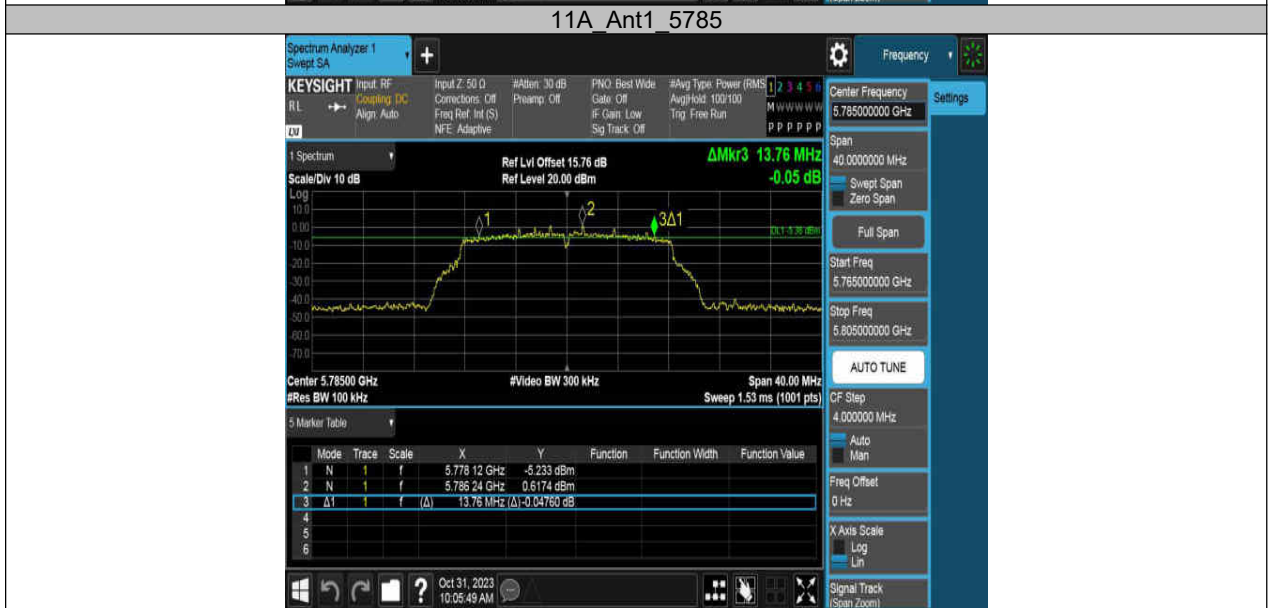 11A_Ant1_5785
Spectrum Analyzer 1
Swept SA
+
Frequency
KEYSIGHT
RL
LXI
Input: RF
Coupling: DC
Align: Auto
Input Z: 50 Ω
Corrections: Off
Freq Ref: Int (S)
NFE: Adaptive
#Atten: 30 dB
Preamp: Off
PNO: Best Wide
Gate: Off
IF Gain: Low
Sig Track: Off
#Avg Type: Power (RMS
Avg|Hold: 100/100
Trig: Free Run
1 2 3 4 5 6
M W W W W W
P P P P P P
Center Frequency
5.785000000 GHz
Settings
1 Spectrum
Scale/Div 10 dB
Ref Lvl Offset 15.76 dB
Ref Level 20.00 dBm
ΔMkr3 13.76 MHz
-0.05 dB
Span
40.0000000 MHz
Swept Span
Zero Span
Full Span
Start Freq
5.765000000 GHz
Stop Freq
5.805000000 GHz
AUTO TUNE
CF Step
4.000000 MHz
Auto
Man
Freq Offset
0 Hz
X Axis Scale
Log
Lin
Signal Track
(Span Zoom)
Log
10.0
0.00
-10.0
-20.0
-30.0
-40.0
-50.0
-60.0
-70.0
1
2
3Δ1
DL1 -5.38 dBm
Center 5.78500 GHz
#Video BW 300 kHz
Span 40.00 MHz
#Res BW 100 kHz
Sweep 1.53 ms (1001 pts)
5 Marker Table
Mode Trace Scale X Y Function Function Width Function Value
1 N 1 f 5.778 12 GHz -5.233 dBm
2 N 1 f 5.786 24 GHz 0.6174 dBm
3 Δ1 1 f (Δ) 13.76 MHz (Δ) -0.04760 dB
4
5
6
?
Oct 31, 2023
10:05:49 AM